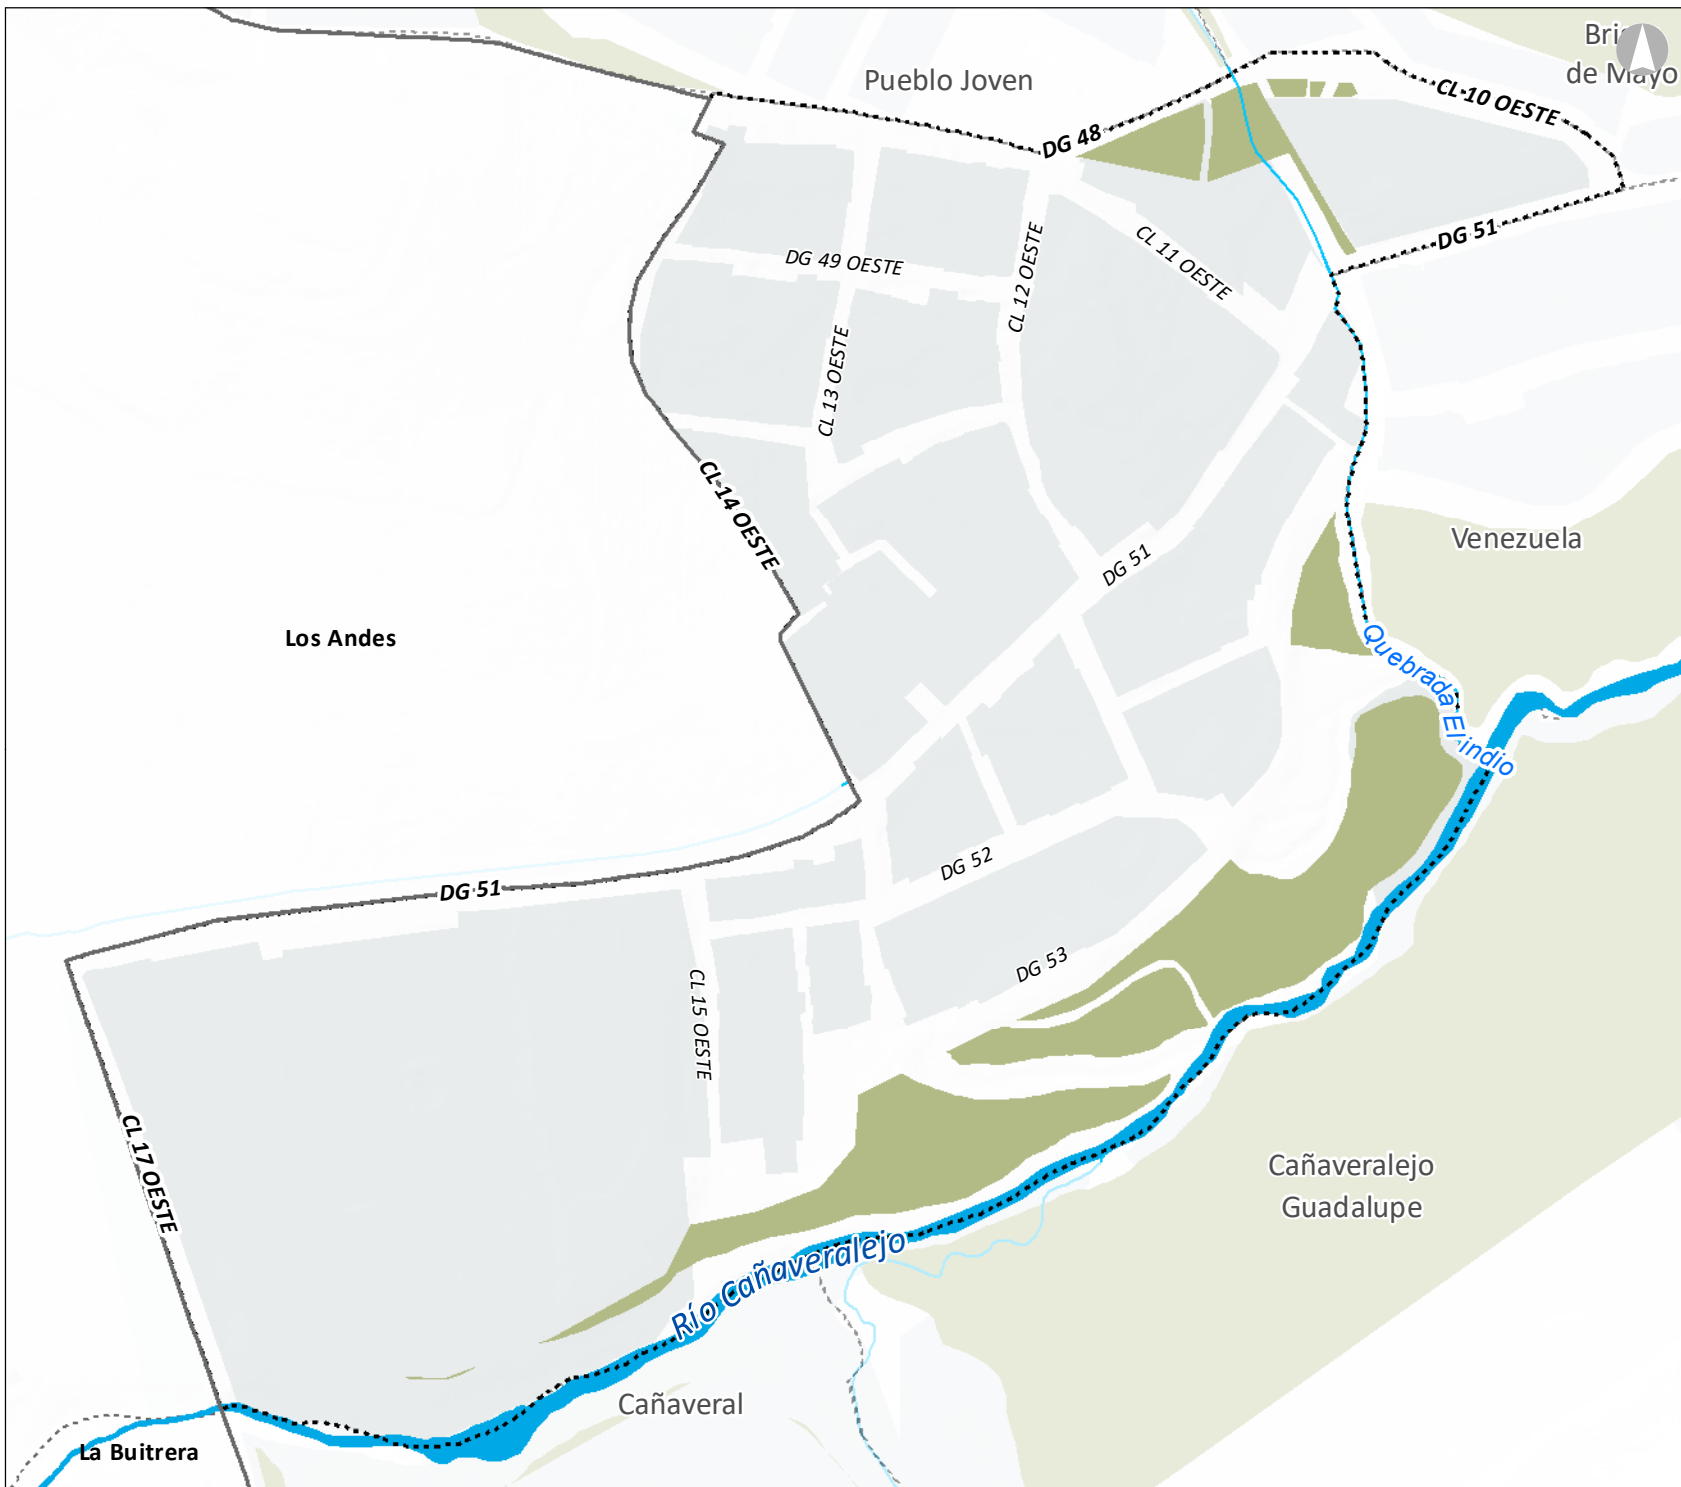 Bri
de Mayo
Pueblo Joven
CL 10 OESTE
DG 48
DG 51
CL 11 OESTE
DG 49 OESTE
CL 12 OESTE
CL 13 OESTE
CL 14 OESTE
DG 51
Venezuela
Los Andes
Quebrada El indio
DG 52
DG 51
DG 53
CL 15 OESTE
CL 17 OESTE
Cañaveralejo
Guadalupe
Río Cañaveralejo
Cañaveral
La Buitrera